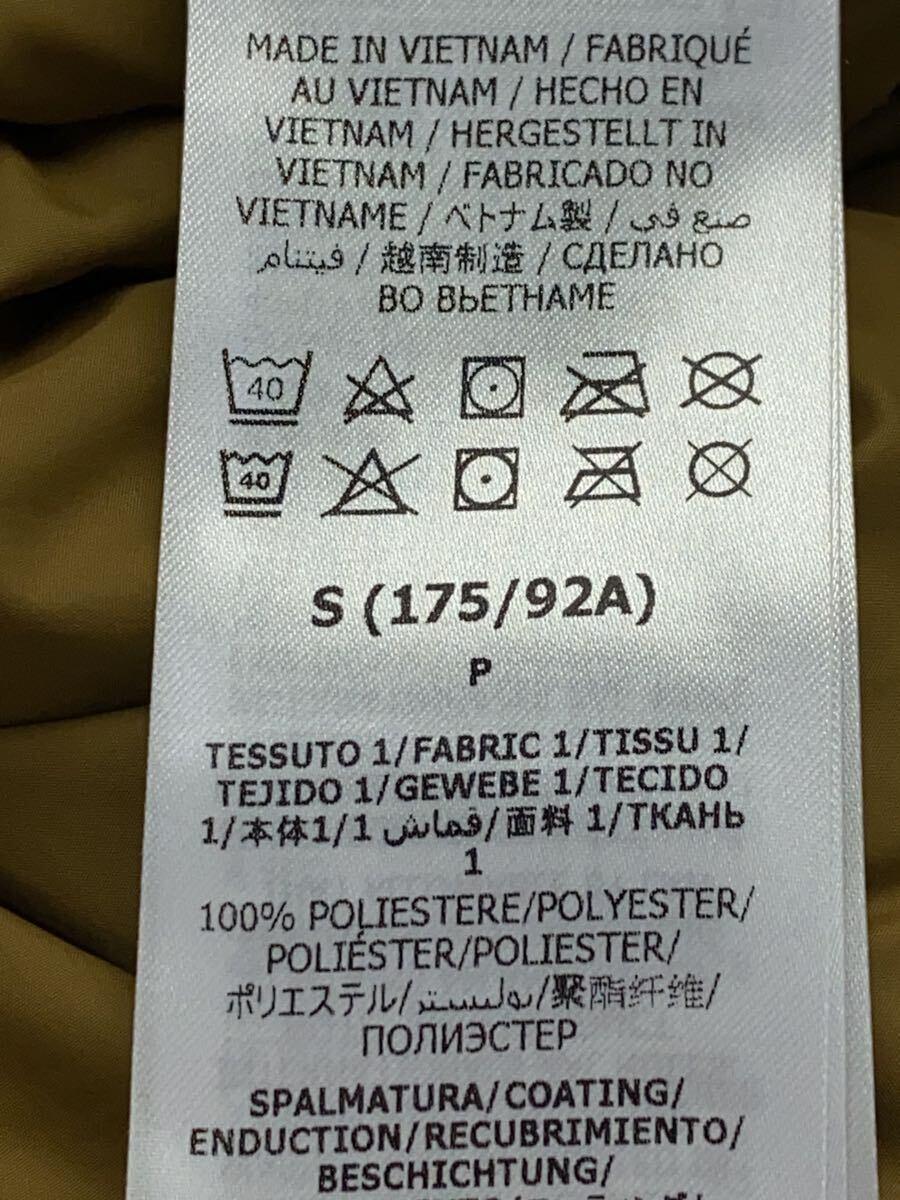 MADE IN VIETNAM / FABRIQUÉ
AU VIETNAM / HECHO EN
VIETNAM / HERGESTELLT IN
VIETNAM / FABRICADO NO
VIETNAME / ベトナム製 / صنع في
فيتنام / 越南制造 / СДЕЛАНО
ВО ВЬЕТНАМЕ
40
40
S (175/92A)
P
TESSUTO 1/FABRIC 1/TISSU 1/
TEJIDO 1/GEWEBE 1/TECIDO
1/本体1/1 قماش/面料 1/ТКАНЬ
1
100% POLIESTERE/POLYESTER/
POLIÉSTER/POLIESTER/
ポリエステル/بوليستر/聚酯纤维/
ПОЛИЭСТЕР
SPALMATURA/COATING/
ENDUCTION/RECUBRIMIENTO/
BESCHICHTUNG/